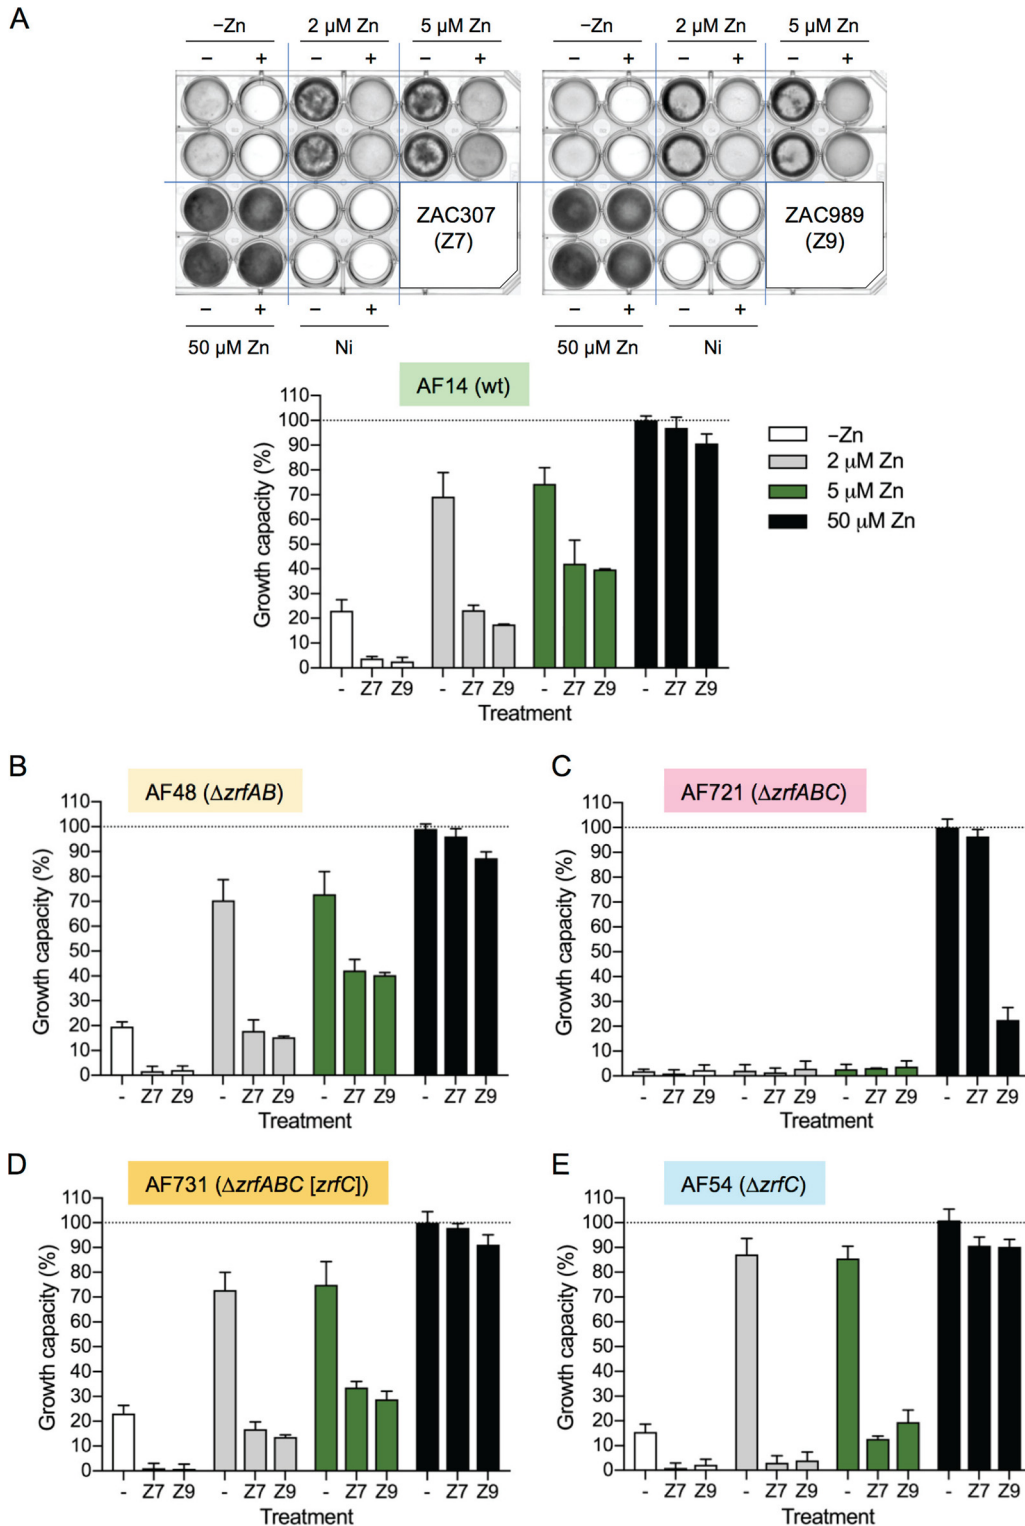 A
−Zn 2 µM Zn 5 µM Zn −Zn 2 µM Zn 5 µM Zn
− + − + − + − + − + − +
ZAC307
(Z7)
ZAC989
(Z9)
− + − + − + − +
50 µM Zn Ni 50 µM Zn Ni
AF14 (wt)
110
100
90
80
70
60
50
40
30
20
10
0
Growth capacity (%)
- Z7 Z9 - Z7 Z9 - Z7 Z9 - Z7 Z9
Treatment
−Zn
2 µM Zn
5 µM Zn
50 µM Zn
B
AF48 (ΔzrfAB)
110
100
90
80
70
60
50
40
30
20
10
0
Growth capacity (%)
- Z7 Z9 - Z7 Z9 - Z7 Z9 - Z7 Z9
Treatment
C
AF721 (ΔzrfABC)
110
100
90
80
70
60
50
40
30
20
10
0
Growth capacity (%)
- Z7 Z9 - Z7 Z9 - Z7 Z9 - Z7 Z9
Treatment
D
AF731 (ΔzrfABC [zrfC])
110
100
90
80
70
60
50
40
30
20
10
0
Growth capacity (%)
- Z7 Z9 - Z7 Z9 - Z7 Z9 - Z7 Z9
Treatment
E
AF54 (ΔzrfC)
110
100
90
80
70
60
50
40
30
20
10
0
Growth capacity (%)
- Z7 Z9 - Z7 Z9 - Z7 Z9 - Z7 Z9
Treatment